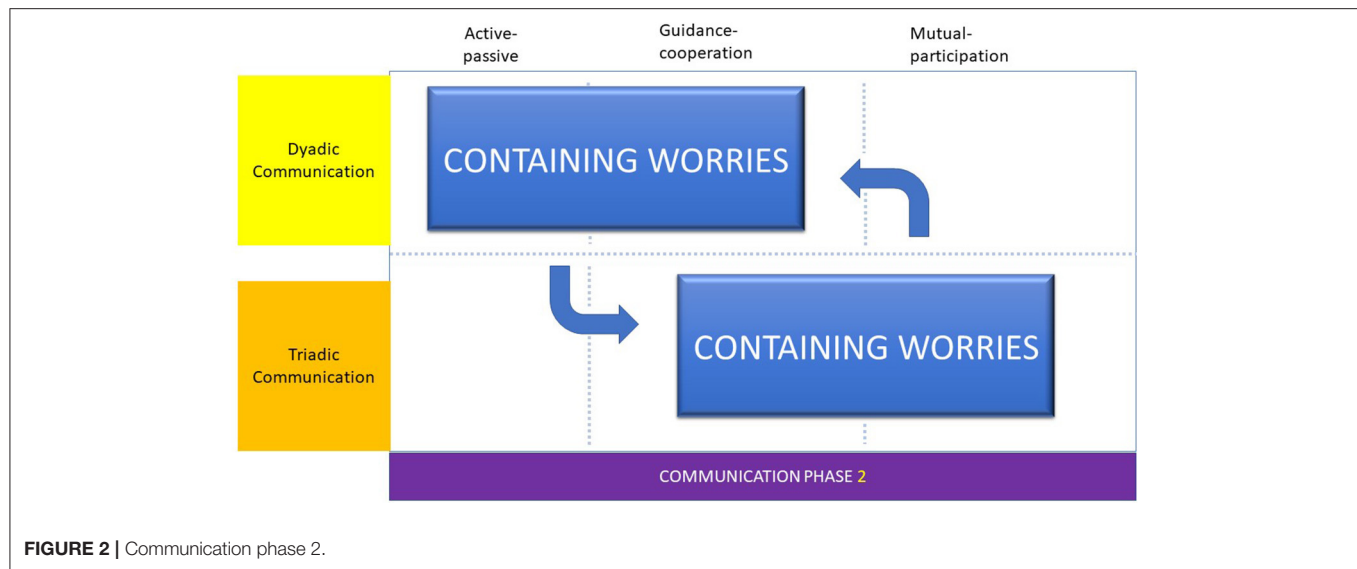 Active-
passive
Guidance-
cooperation
Mutual-
participation
Dyadic
Communication
CONTAINING WORRIES
Triadic
Communication
CONTAINING WORRIES
COMMUNICATION PHASE 2
FIGURE 2 | Communication phase 2.